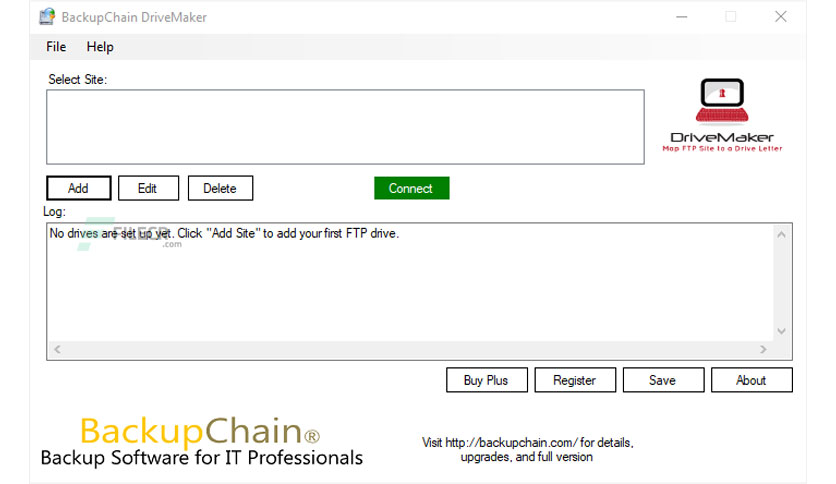 BackupChain DriveMaker
File Help
Select Site:
DriveMaker
Map FTP Site to a Drive Letter
Add Edit Delete Connect
Log:
FILECR
.com
No drives are set up yet. Click "Add Site" to add your first FTP drive.
Buy Plus Register Save About
BackupChain®
Backup Software for IT Professionals
Visit http://backupchain.com/ for details,
upgrades, and full version